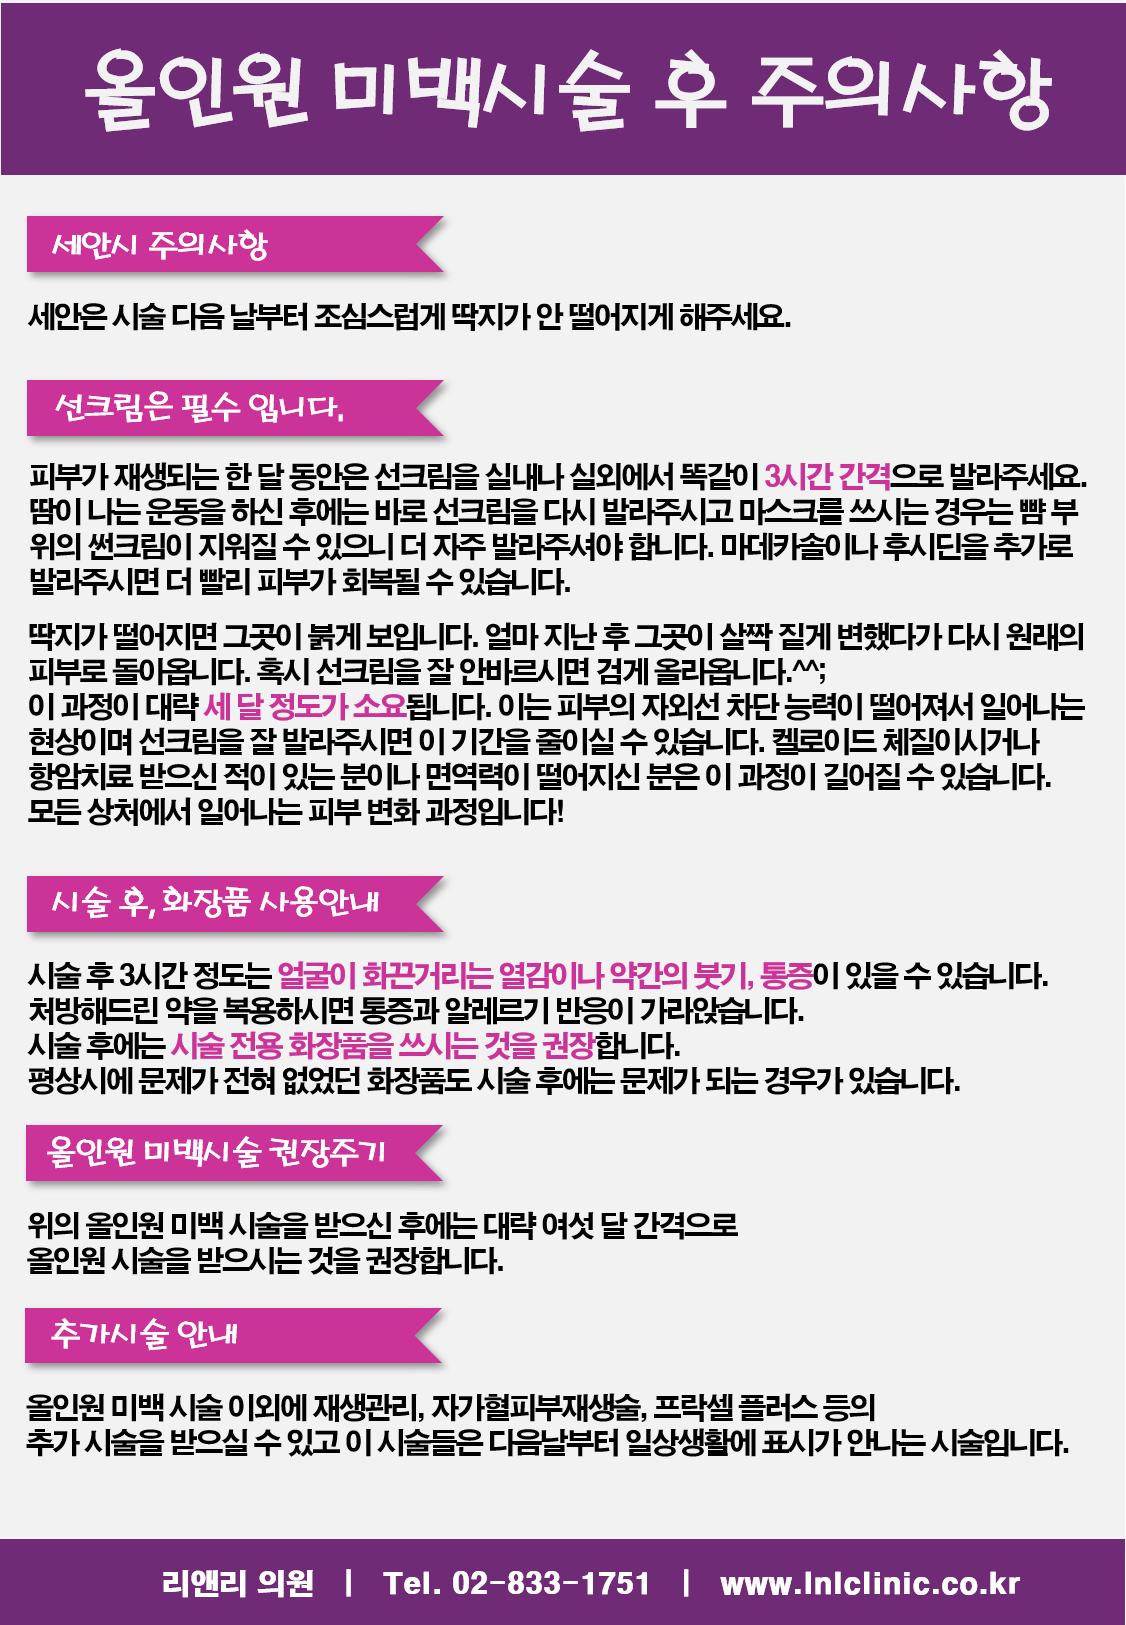 올인원 미백시술 후 주의사항
세안시 주의사항
세안은 시술 다음 날부터 조심스럽게 딱지가 안 떨어지게 해주세요.
선크림은 필수 입니다.
피부가 재생되는 한 달 동안은 선크림을 실내나 실외에서 똑같이 3시간 간격으로 발라주세요.
땀이 나는 운동을 하신 후에는 바로 선크림을 다시 발라주시고 마스크를 쓰시는 경우는 뺨 부
위의 썬크림이 지워질 수 있으니 더 자주 발라주셔야 합니다. 마데카솔이나 후시딘을 추가로
발라주시면 더 빨리 피부가 회복될 수 있습니다.
딱지가 떨어지면 그곳이 붉게 보입니다. 얼마 지난 후 그곳이 살짝 짙게 변했다가 다시 원래의
피부로 돌아옵니다. 혹시 선크림을 잘 안바르시면 검게 올라옵니다.^^;
이 과정이 대략 세 달 정도가 소요됩니다. 이는 피부의 자외선 차단 능력이 떨어져서 일어나는
현상이며 선크림을 잘 발라주시면 이 기간을 줄이실 수 있습니다. 켈로이드 체질이시거나
항암치료 받으신 적이 있는 분이나 면역력이 떨어지신 분은 이 과정이 길어질 수 있습니다.
모든 상처에서 일어나는 피부 변화 과정입니다!
시술 후, 화장품 사용안내
시술 후 3시간 정도는 얼굴이 화끈거리는 열감이나 약간의 붓기, 통증이 있을 수 있습니다.
처방해드린 약을 복용하시면 통증과 알레르기 반응이 가라앉습니다.
시술 후에는 시술 전용 화장품을 쓰시는 것을 권장합니다.
평상시에 문제가 전혀 없었던 화장품도 시술 후에는 문제가 되는 경우가 있습니다.
올인원 미백시술 권장주기
위의 올인원 미백 시술을 받으신 후에는 대략 여섯 달 간격으로
올인원 시술을 받으시는 것을 권장합니다.
추가시술 안내
올인원 미백 시술 이외에 재생관리, 자가혈피부재생술, 프락셀 플러스 등의
추가 시술을 받으실 수 있고 이 시술들은 다음날부터 일상생활에 표시가 안나는 시술입니다.
리앤리 의원 | Tel. 02-833-1751 | www.lnlclinic.co.kr